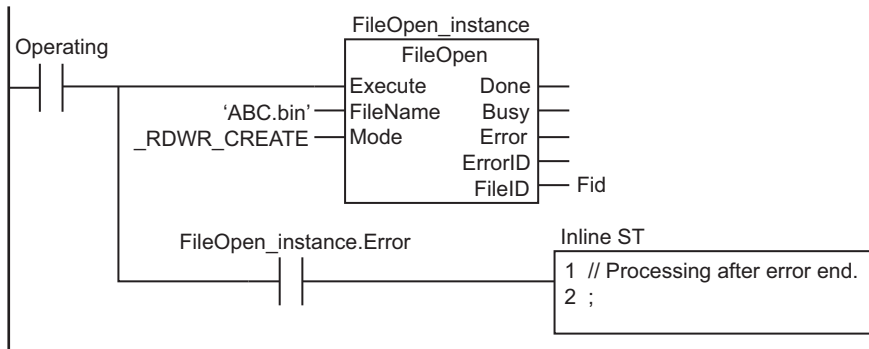 FileOpen_instance
Operating
FileOpen
Execute Done
‘ABC.bin’ FileName Busy
_RDWR_CREATE Mode Error
ErrorID
FileID Fid
FileOpen_instance.Error
Inline ST
1 // Processing after error end.
2 ;